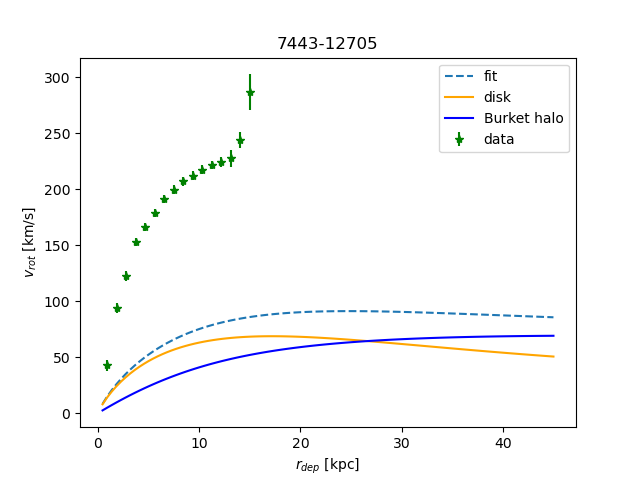 7443-12705
fit
disk
Burket halo
data
300
250
200
150
100
50
0
v_rot [km/s]
0 10 20 30 40
r_dep [kpc]